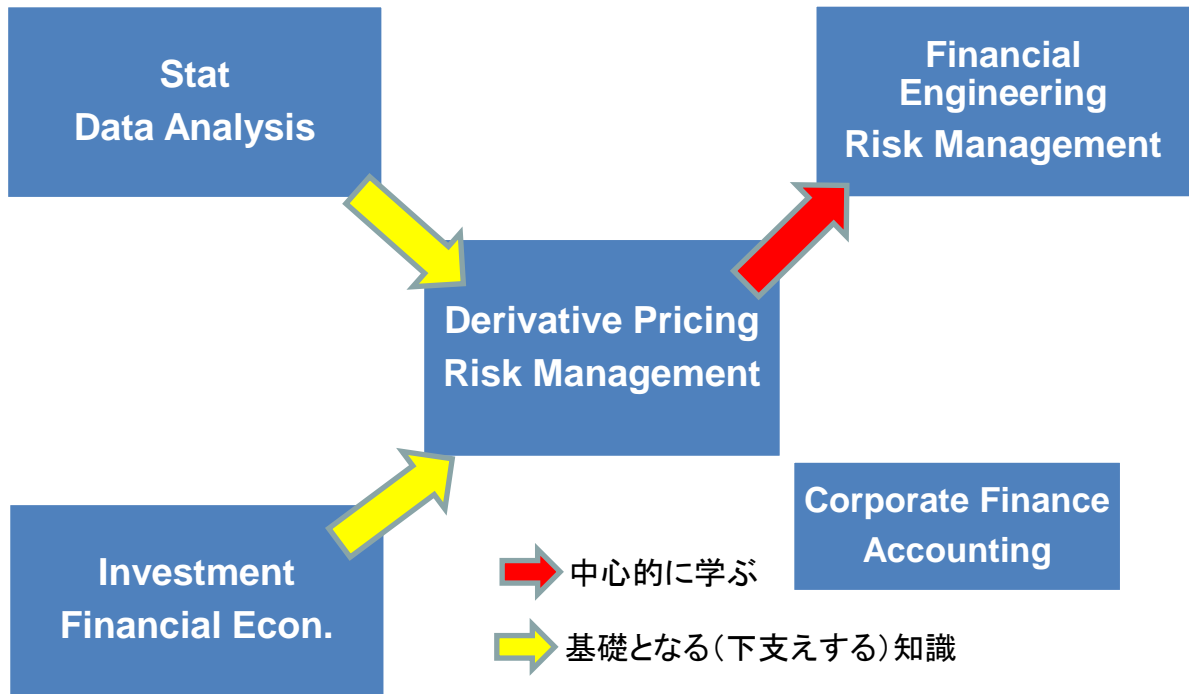 Stat
Data Analysis
Financial
Engineering
Risk Management
Derivative Pricing
Risk Management
Investment
Financial Econ.
Corporate Finance
Accounting
中心的に学ぶ
基礎となる(下支えする)知識